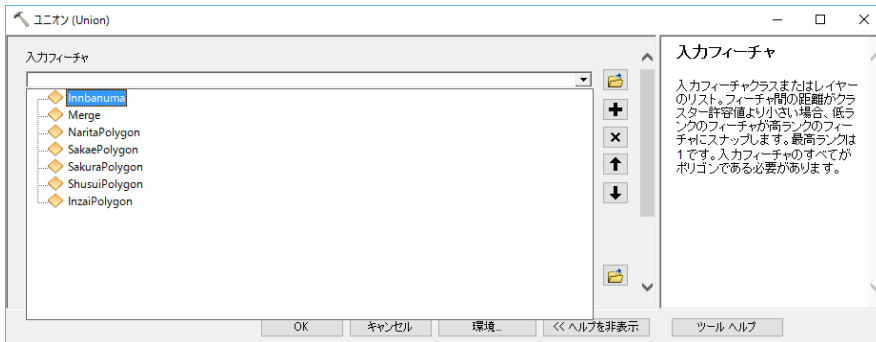 ユニオン (Union)
入力フィーチャ
Innbanuma
Merge
NaritaPolygon
SakaePolygon
SakuraPolygon
ShusuiPolygon
InzaiPolygon
OK
キャンセル
環境...
<< ヘルプを非表示
入力フィーチャ
入力フィーチャクラスまたはレイヤー
のリスト。フィーチャ間の距離がクラ
スター許容値より小さい場合、低ラ
ンクのフィーチャが高ランクのフィー
チャにスナップします。最高ランクは
1 です。入力フィーチャのすべてが
ポリゴンである必要があります。
ツール ヘルプ